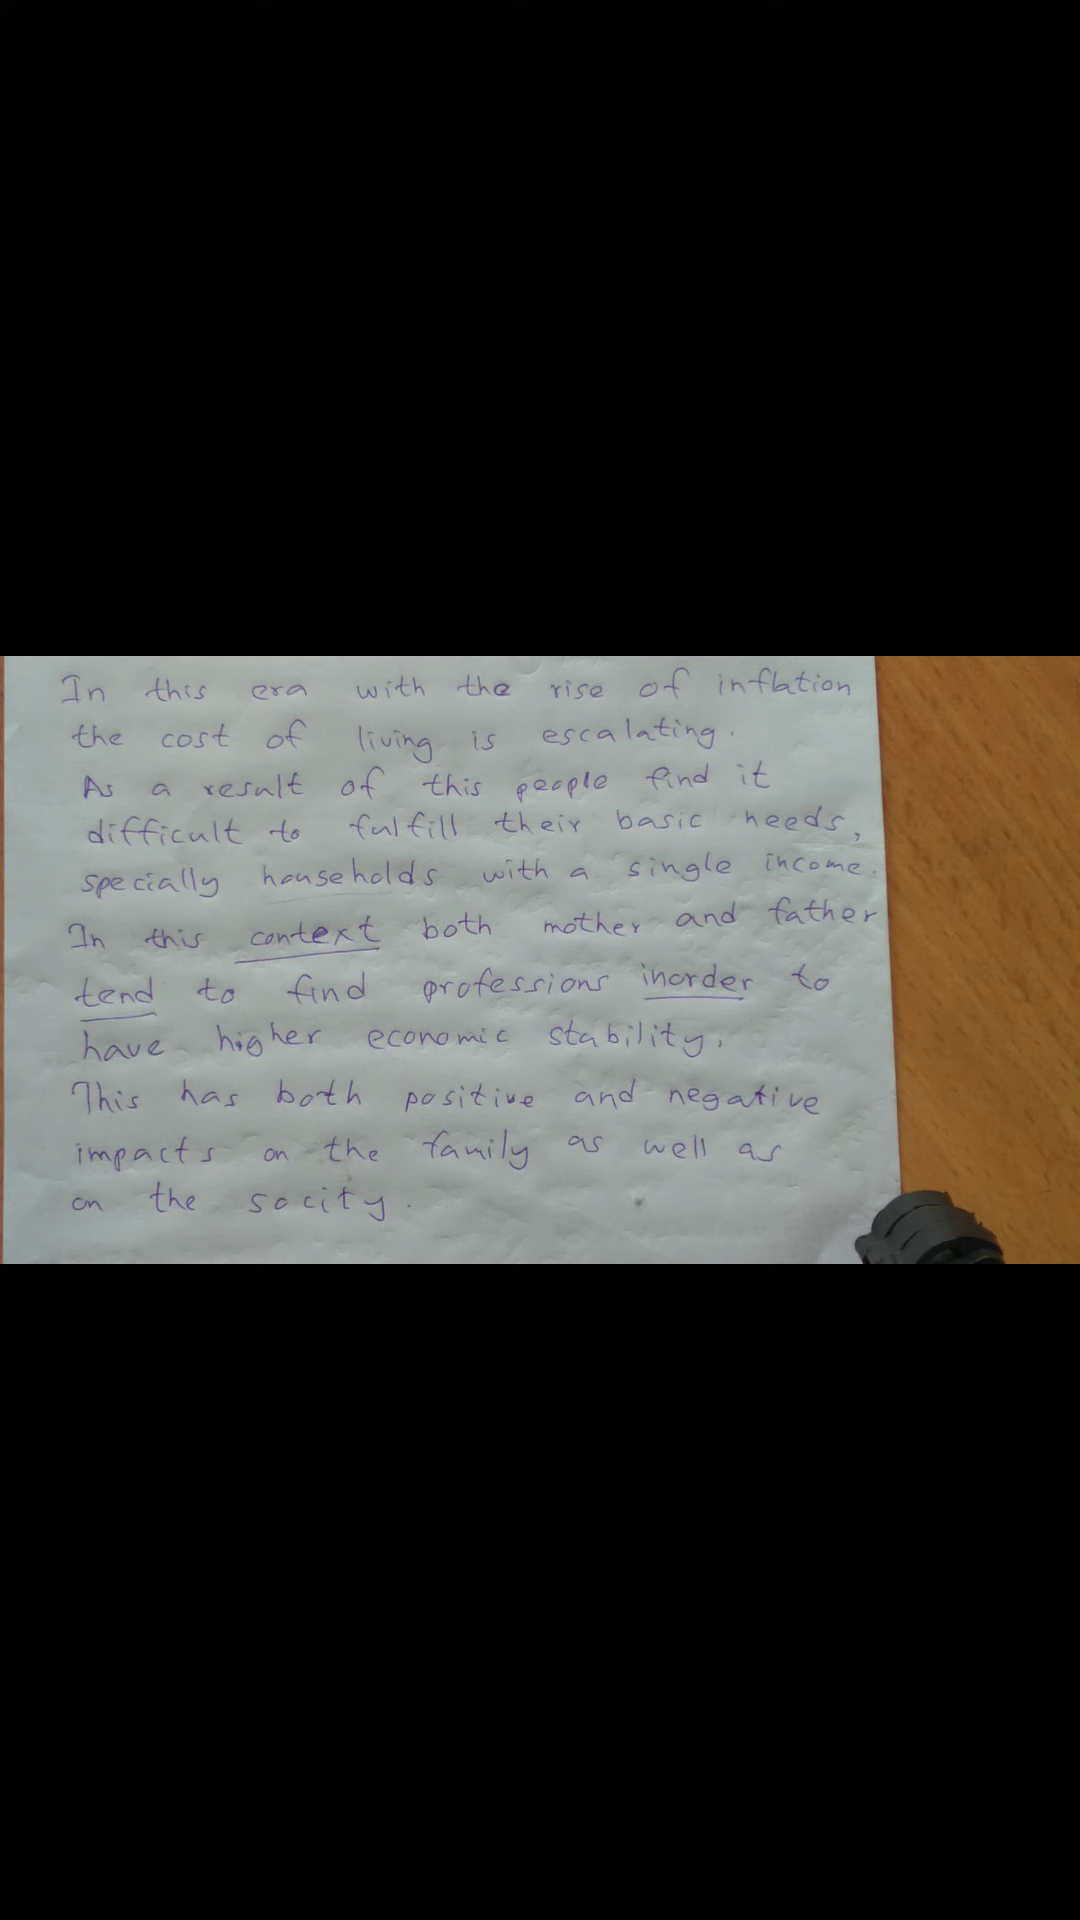 In this era with the rise of inflation
the cost of living is escalating.
As a result of this people find it
difficult to fulfill their basic needs,
specially households with a single income.
In this context both mother and father
tend to find professions inorder to
have higher economic stability.
This has both positive and negative
impacts on the family as well as
on the socity.